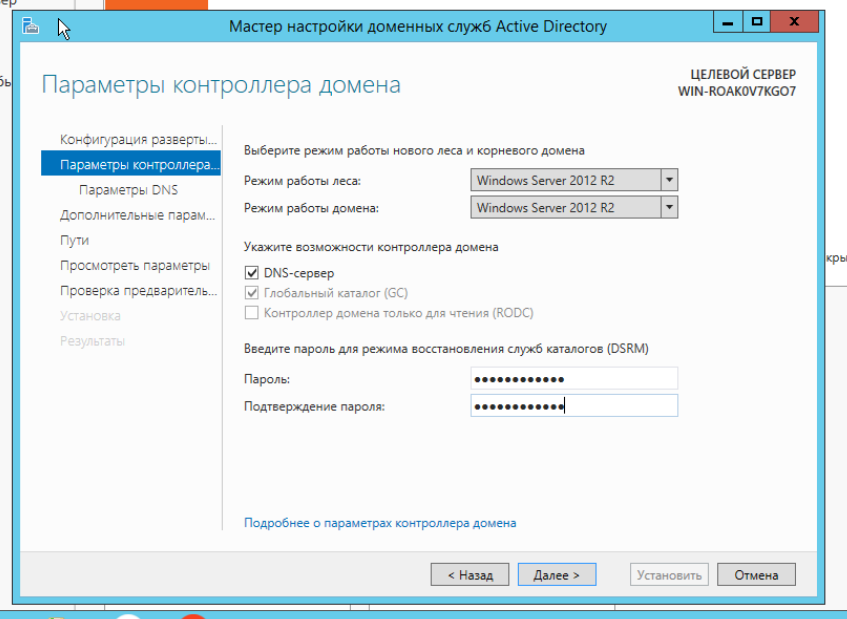 Мастер настройки доменных служб Active Directory
Параметры контроллера домена
ЦЕЛЕВОЙ СЕРВЕР
WIN-ROAK0V7KGO7
Конфигурация разверты...
Параметры контроллера...
Параметры DNS
Дополнительные парам...
Пути
Просмотреть параметры
Проверка предваритель...
Установка
Результаты
Выберите режим работы нового леса и корневого домена
Режим работы леса: Windows Server 2012 R2
Режим работы домена: Windows Server 2012 R2
Укажите возможности контроллера домена
DNS-сервер
Глобальный каталог (GC)
Контроллер домена только для чтения (RODC)
Введите пароль для режима восстановления служб каталогов (DSRM)
Пароль: ●●●●●●●●●●●●
Подтверждение пароля: ●●●●●●●●●●●●
Подробнее о параметрах контроллера домена
< Назад Далее > Установить Отмена